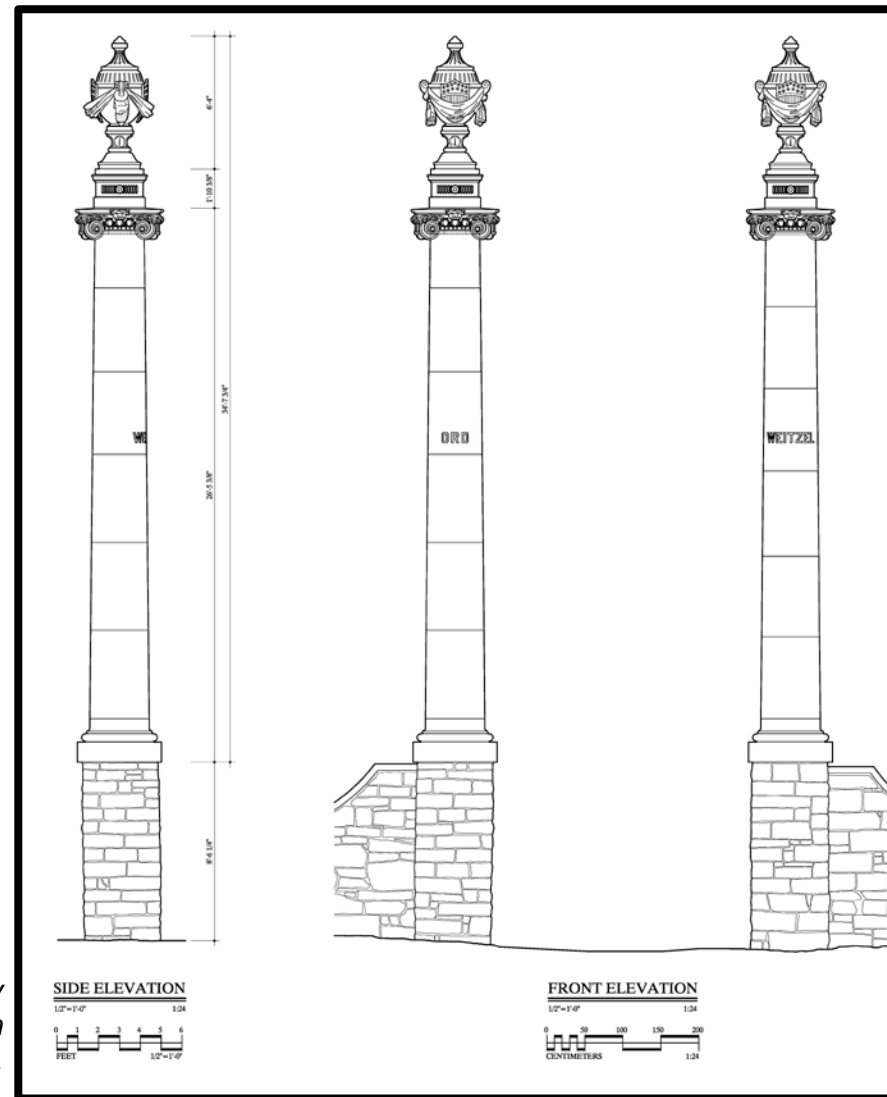 6'-4"
1'-10 3/8"
34'-7 3/4"
26'-5 3/8"
8'-6 1/4"
WE
ORD
WEITZEL
SIDE ELEVATION
1/2"=1'-0" 1:24
0 1 2 3 4 5 6
FEET 1/2"=1'-0"
FRONT ELEVATION
1/2"=1'-0" 1:24
0 50 100 150 200
CENTIMETERS 1:24